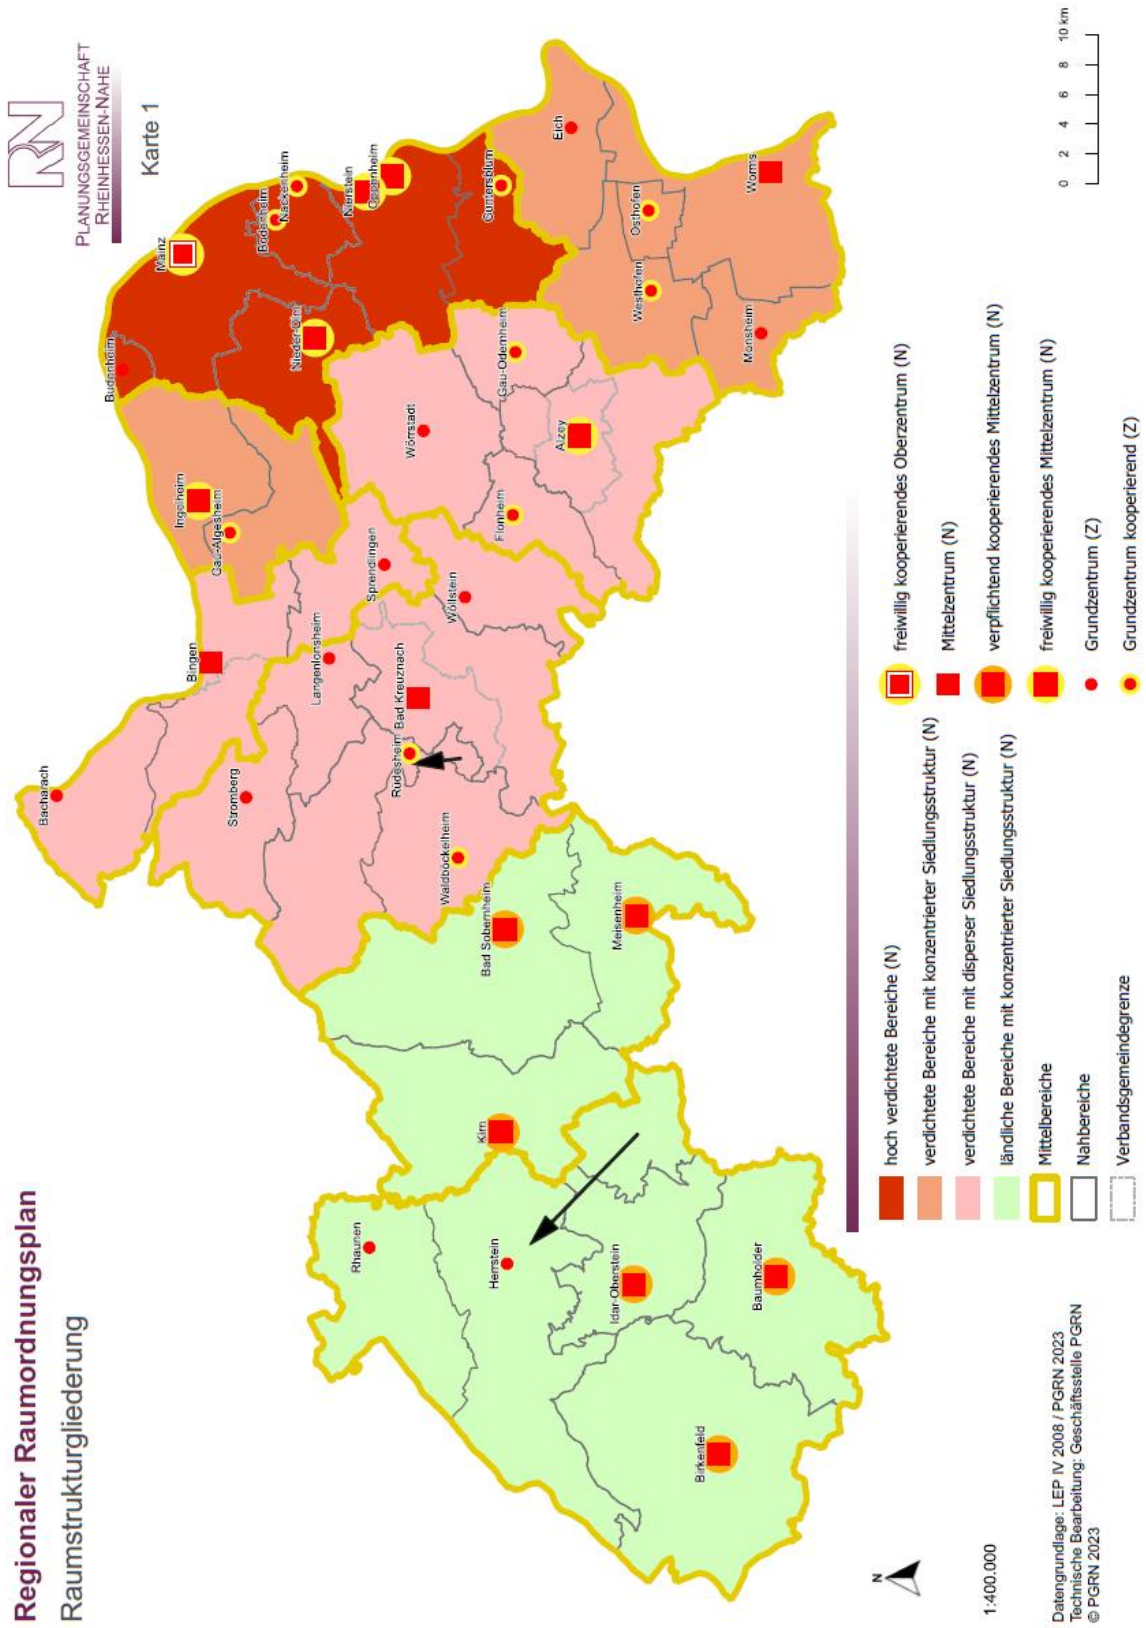 Regionaler Raumordnungsplan
Raumstrukturgliederung
RN
PLANUNGSGEMEINSCHAFT
RHEINHESSEN-NAHE
Karte 1
Bacharach
Budenheim
Mainz
Bodenheim
Nackenheim
Ingelheim
Gau-Algesheim
Bingen
Stromberg
Nieder-Olm
Nierstein
Oppenheim
Langenlonsheim
Sprendlingen
Wörrstadt
Rhaunen
Rüdesheim
Bad Kreuznach
Wöllstein
Waldböckelheim
Guntersblum
Gau-Odernheim
Flonheim
Herrstein
Kirn
Bad Sobernheim
Eich
Alzey
Idar-Oberstein
Meisenheim
Westhofen
Osthofen
Birkenfeld
Baumholder
Monsheim
Worms
N
1:400.000
Datengrundlage: LEP IV 2008 / PGRN 2023
Technische Bearbeitung: Geschäftsstelle PGRN
© PGRN 2023
hoch verdichtete Bereiche (N)
verdichtete Bereiche mit konzentrierter Siedlungsstruktur (N)
verdichtete Bereiche mit disperser Siedlungsstruktur (N)
ländliche Bereiche mit konzentrierter Siedlungsstruktur (N)
Mittelbereiche
Nahbereiche
Verbandsgemeindegrenze
freiwillig kooperierendes Oberzentrum (N)
Mittelzentrum (N)
verpflichtend kooperierendes Mittelzentrum (N)
freiwillig kooperierendes Mittelzentrum (N)
Grundzentrum (Z)
Grundzentrum kooperierend (Z)
0 2 4 6 8 10 km